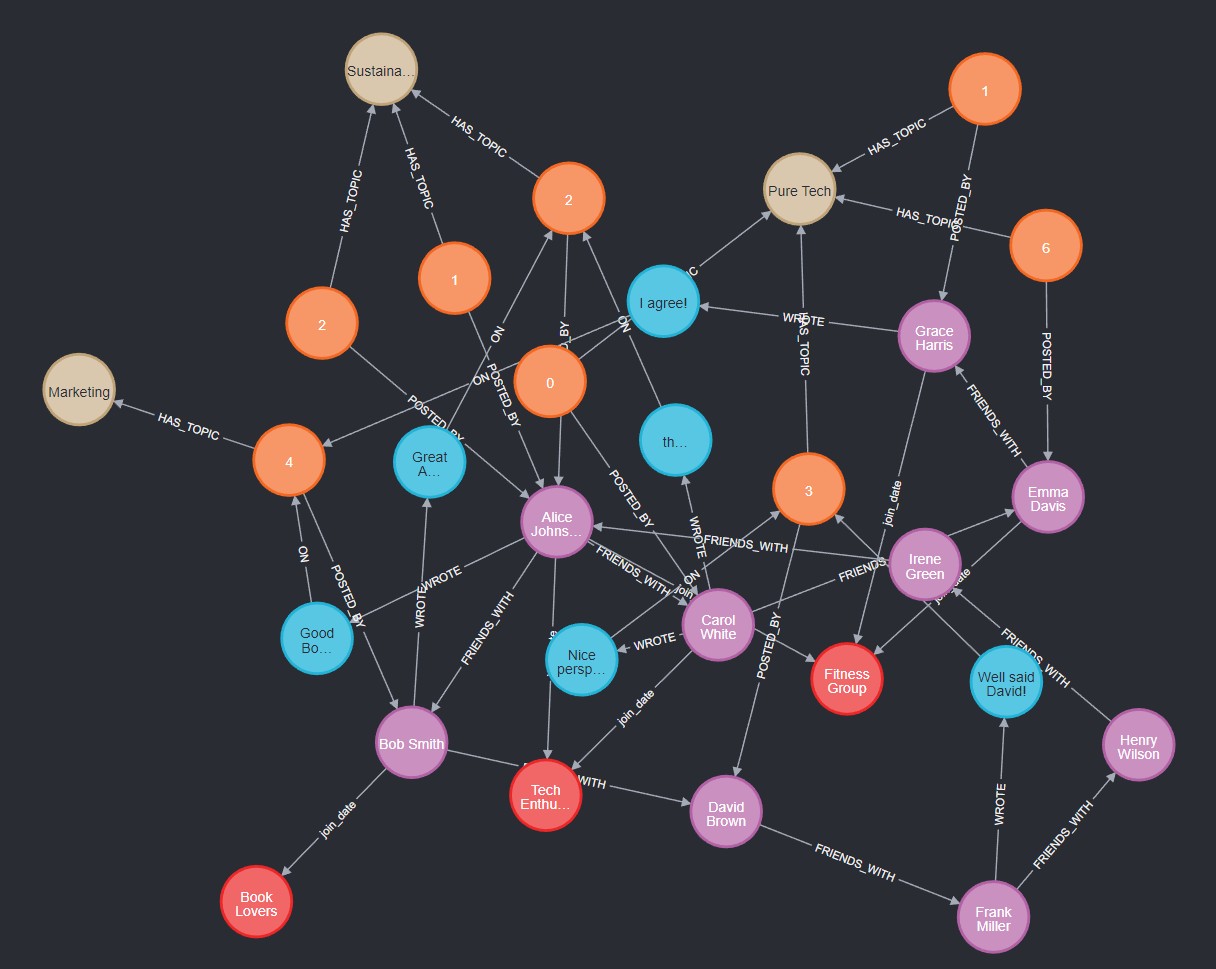 Sustaina...
1
HAS_TOPIC
HAS_TOPIC
Pure Tech
HAS_TOPIC
HAS_TOPIC
2
HAS_TOPIC
POSTED_BY
6
1
I agree!
2
ON
ON
WROTE
HAS_TOPIC
Grace
Harris
POSTED_BY
Marketing
ON
0
POSTED_BY
POSTED_BY
FRIENDS_WITH
HAS_TOPIC
4
Great
A...
th...
3
Emma
Davis
POSTED_BY
join_date
Alice
Johns...
WROTE
FRIENDS_WITH
ON
POSTED_BY
WROTE
FRIENDS_WITH
ON
FRIENDS
Irene
Green
WROTE
FRIENDS_WITH
Good
Bo...
Carol
White
WROTE
Nice
persp...
POSTED_BY
FRIENDS_WITH
Fitness
Group
Well said
David!
join_date
Bob Smith
Henry
Wilson
WITH
Tech
Enthu...
David
Brown
WROTE
join_date
FRIENDS_WITH
FRIENDS_WITH
Book
Lovers
Frank
Miller